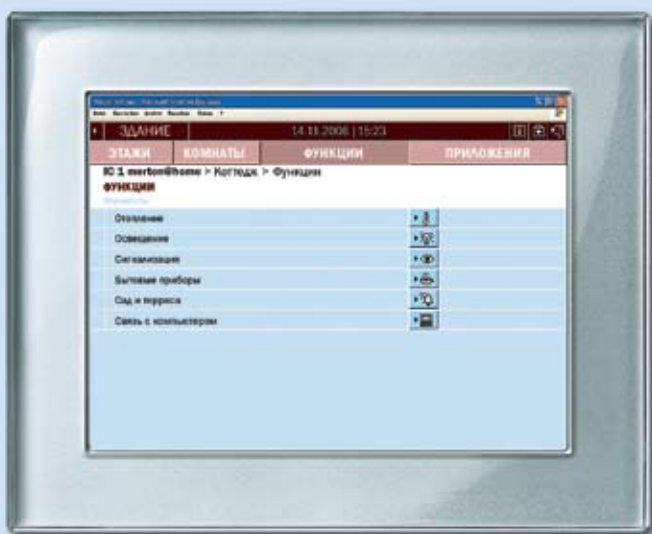 ЗДАНИЕ 14.11.2006 | 15:23
ЭТАЖИ КОМНАТЫ ФУНКЦИИ ПРИЛОЖЕНИЯ
IC 1 merton@home > Коттедж > Функции
ФУНКЦИИ
Отопление
Освещение
Сигнализация
Бытовые приборы
Сад и терраса
Связь с компьютером